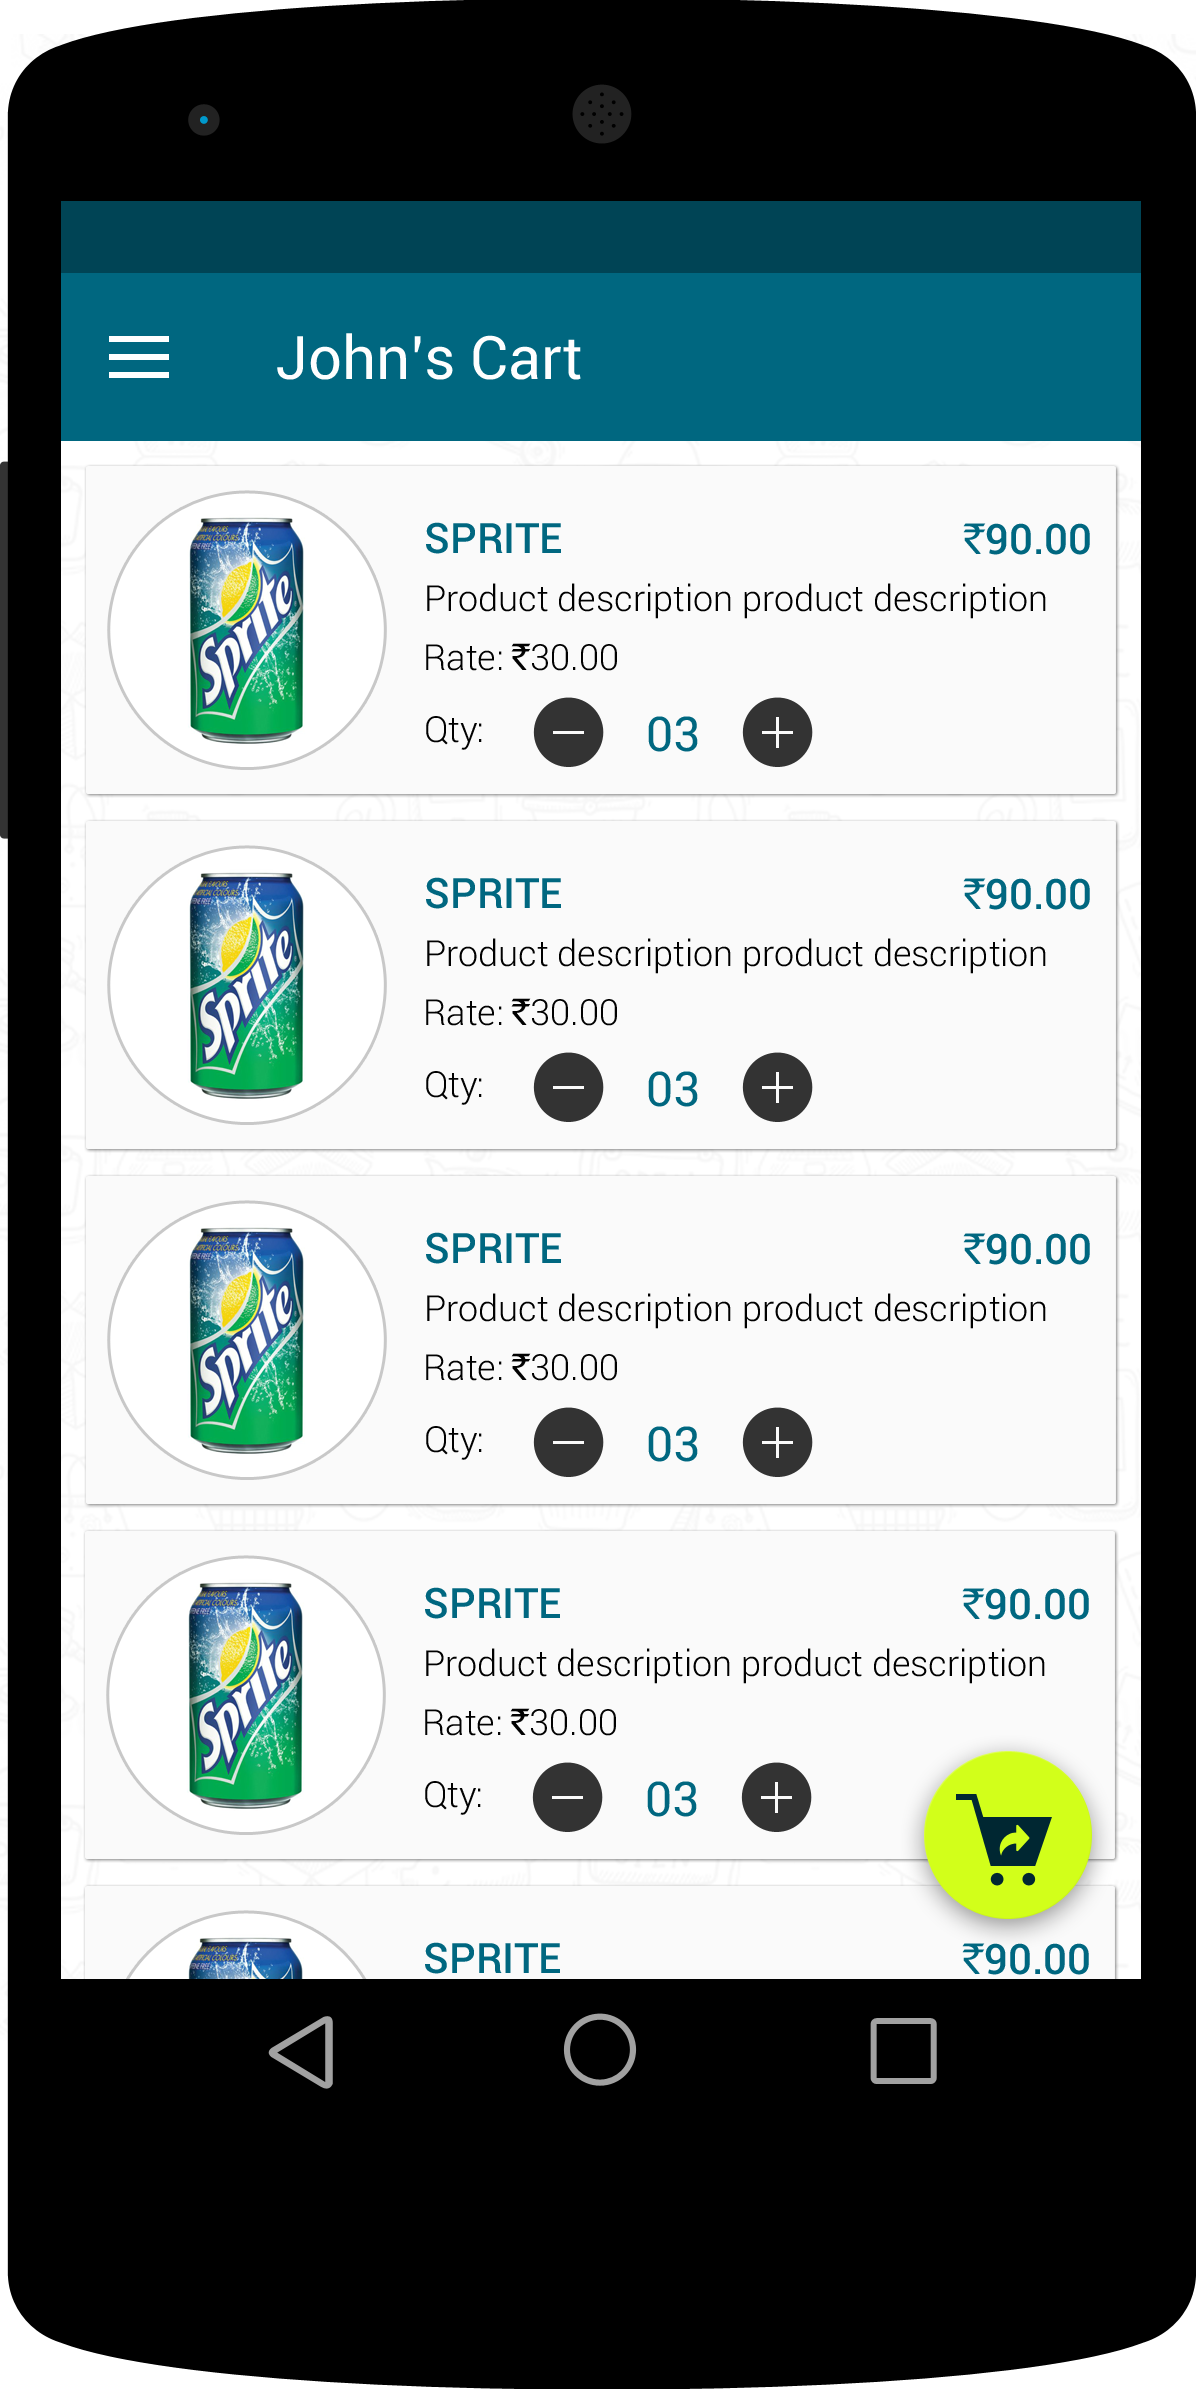 John's Cart
Sprite
SPRITE ₹90.00
Product description product description
Rate: ₹30.00
Qty: 03
Sprite
SPRITE ₹90.00
Product description product description
Rate: ₹30.00
Qty: 03
Sprite
SPRITE ₹90.00
Product description product description
Rate: ₹30.00
Qty: 03
Sprite
SPRITE ₹90.00
Product description product description
Rate: ₹30.00
Qty: 03
SPRITE ₹90.00